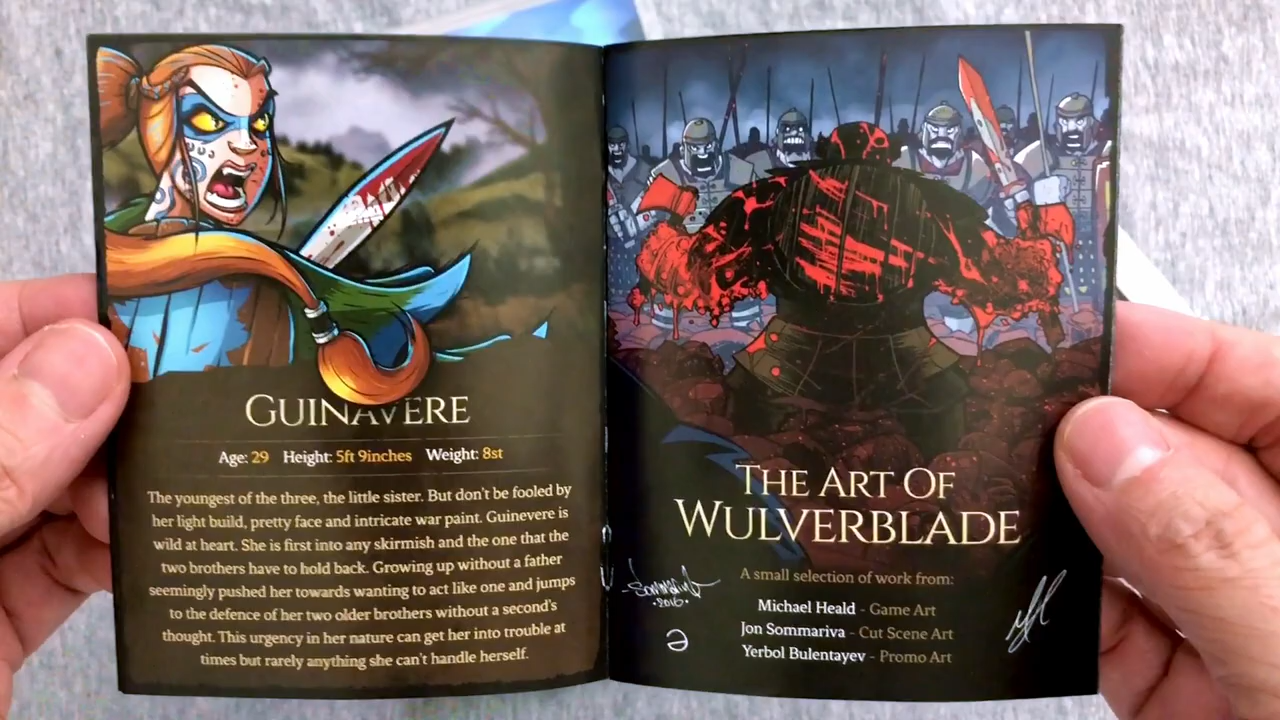 GUINAVERE
Age: 29 Height: 5ft 9inches Weight: 8st
The youngest of the three, the little sister. But don't be fooled by
her light build, pretty face and intricate war paint. Guinevere is
wild at heart. She is first into any skirmish and the one that the
two brothers have to hold back. Growing up without a father
seemingly pushed her towards wanting to act like one and jumps
to the defence of her two older brothers without a second's
thought. This urgency in her nature can get her into trouble at
times but rarely anything she can't handle herself.
THE ART OF
WULVERBLADE
A small selection of work from:
Michael Heald - Game Art
Jon Sommariva - Cut Scene Art
Yerbol Bulentayev - Promo Art
Sommariva
·2016·